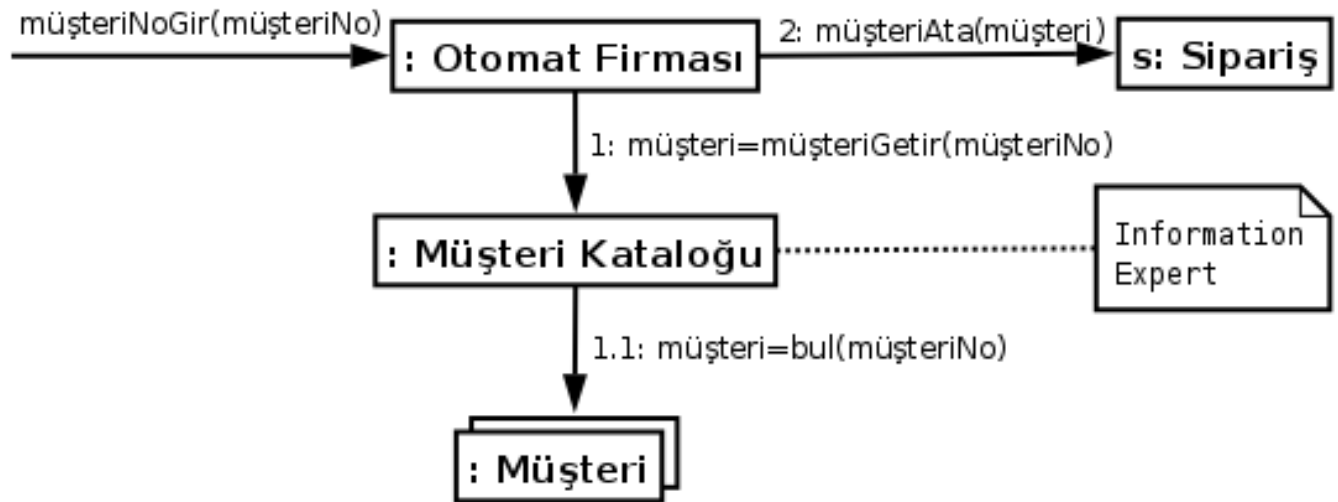 müşteriNoGir(müşteriNo)
: Otomat Firması
2: müşteriAta(müşteri)
s: Sipariş
1: müşteri=müşteriGetir(müşteriNo)
: Müşteri Kataloğu
Information
Expert
1.1: müşteri=bul(müşteriNo)
: Müşteri